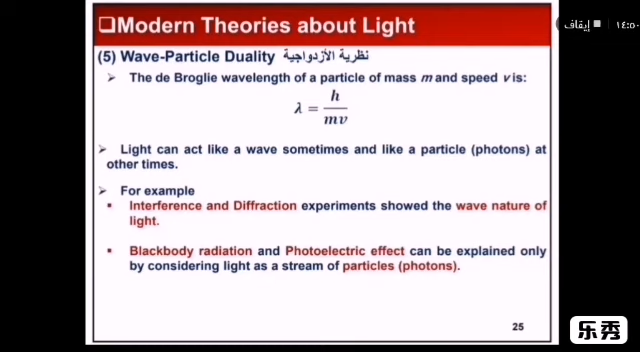 ❑Modern Theories about Light
إيقاف
١٤:٥٠
(5) Wave-Particle Duality نظرية الأزدواجية
➢ The de Broglie wavelength of a particle of mass m and speed v is:
λ = h / mv
➢ Light can act like a wave sometimes and like a particle (photons) at
other times.
➢ For example
▪ Interference and Diffraction experiments showed the wave nature of
light.
▪ Blackbody radiation and Photoelectric effect can be explained only
by considering light as a stream of particles (photons).
25
乐秀